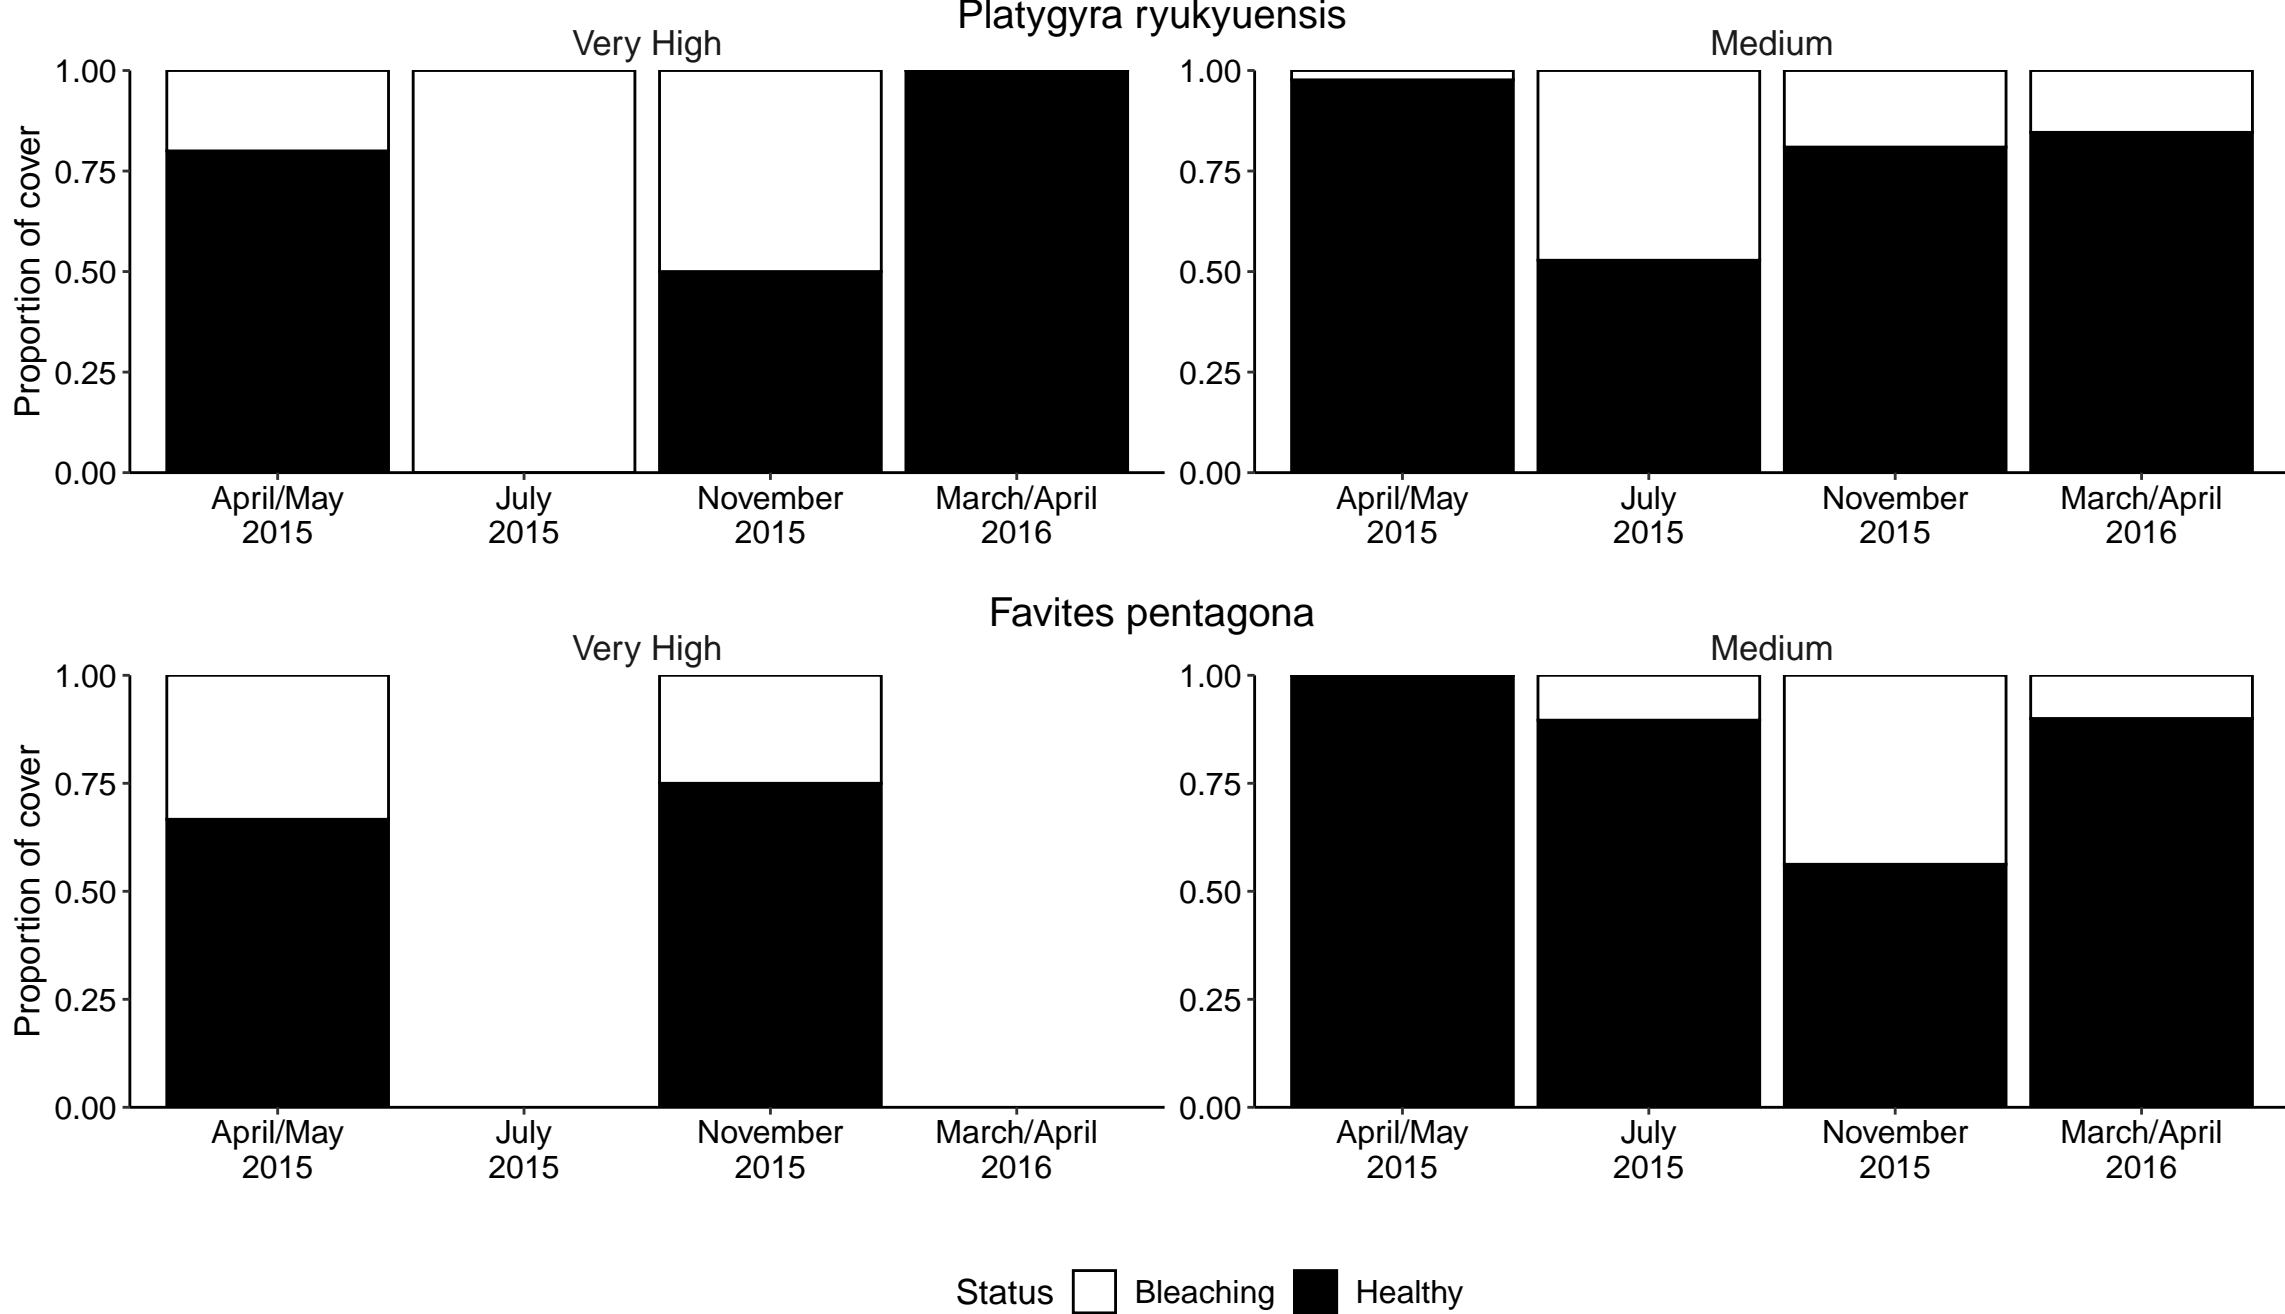 Platygyra ryukyuensis
Very High
Medium
Proportion of cover
1.00
0.75
0.50
0.25
0.00
April/May
2015
July
2015
November
2015
March/April
2016
1.00
0.75
0.50
0.25
0.00
April/May
2015
July
2015
November
2015
March/April
2016
Favites pentagona
Very High
Medium
Proportion of cover
1.00
0.75
0.50
0.25
0.00
April/May
2015
July
2015
November
2015
March/April
2016
1.00
0.75
0.50
0.25
0.00
April/May
2015
July
2015
November
2015
March/April
2016
Status Bleaching Healthy